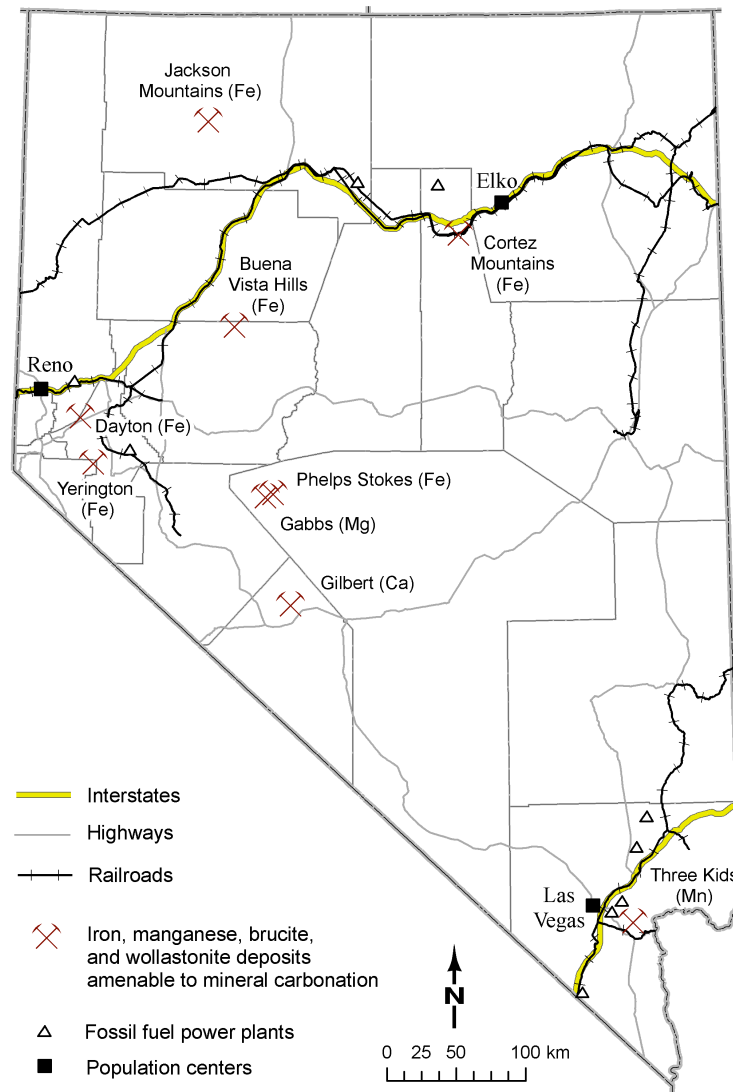 Jackson
Mountains (Fe)
Elko
Cortez
Mountains
(Fe)
Buena
Vista Hills
(Fe)
Reno
Dayton (Fe)
Yerington
(Fe)
Phelps Stokes (Fe)
Gabbs (Mg)
Gilbert (Ca)
Three Kids
(Mn)
Las
Vegas
Interstates
Highways
Railroads
Iron, manganese, brucite,
and wollastonite deposits
amenable to mineral carbonation
Fossil fuel power plants
Population centers
N
0 25 50 100 km